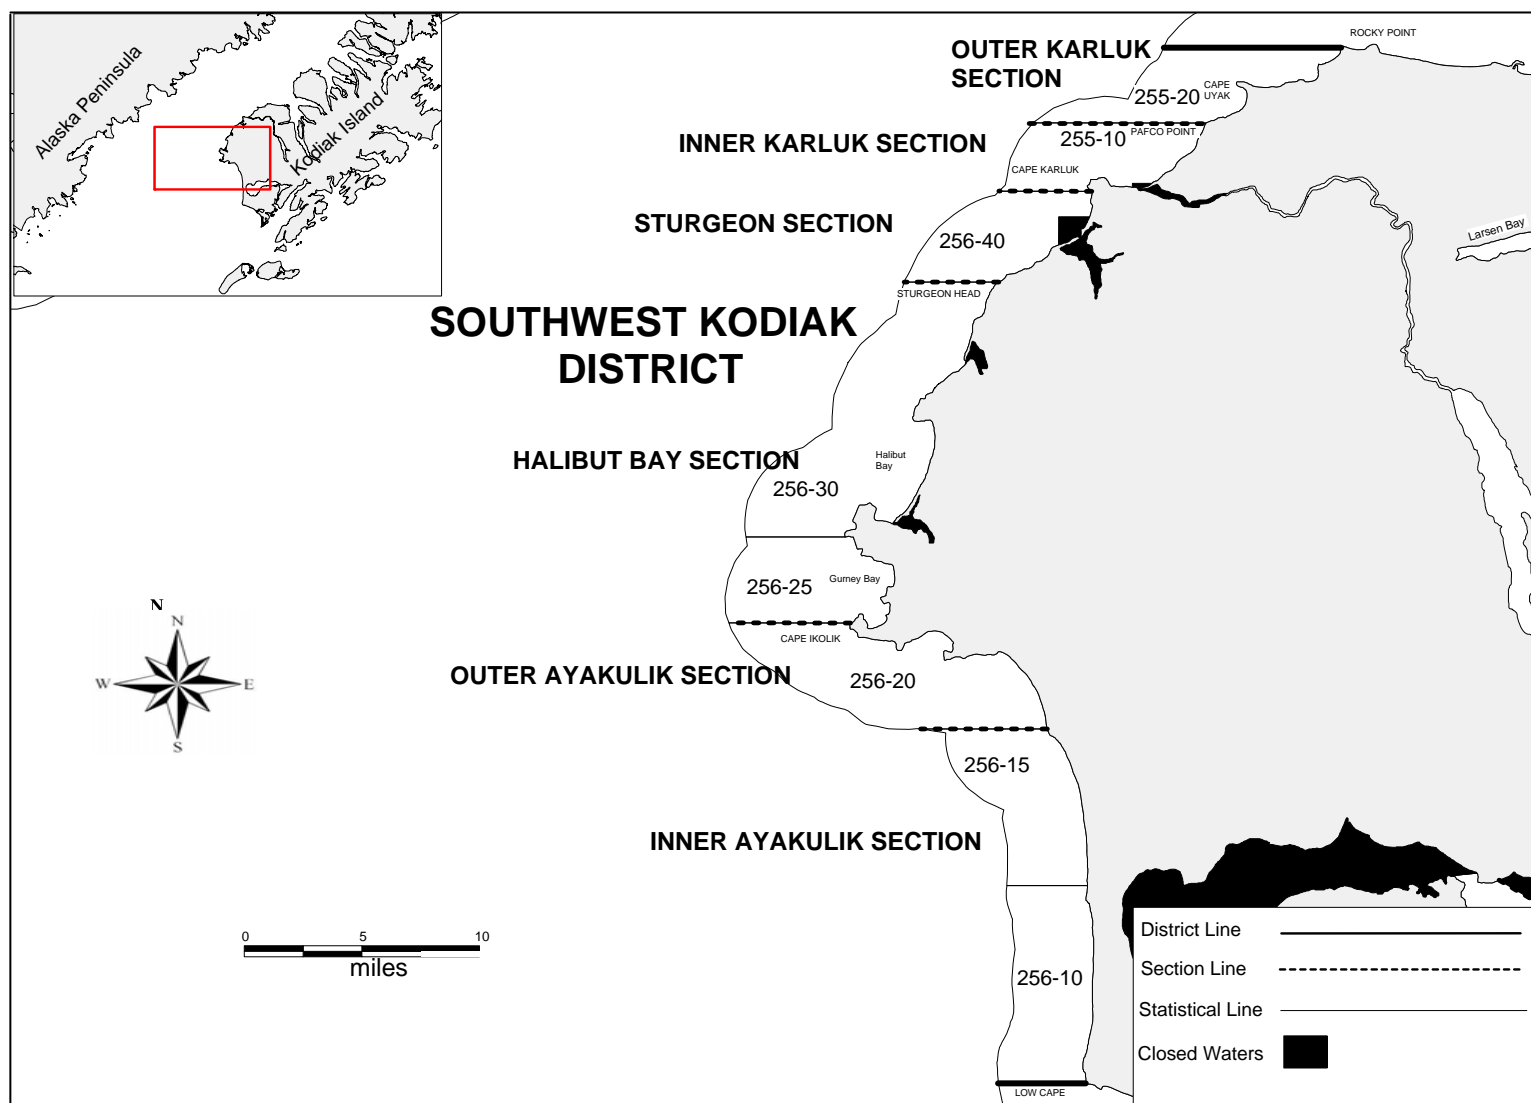 Alaska Peninsula
Kodiak Island
ROCKY POINT
OUTER KARLUK
SECTION
255-20
CAPE
UYAK
INNER KARLUK SECTION
255-10
PAFCO POINT
CAPE KARLUK
STURGEON SECTION
256-40
Larsen Bay
STURGEON HEAD
SOUTHWEST KODIAK
DISTRICT
HALIBUT BAY SECTION
Halibut
Bay
256-30
256-25
Gurney Bay
CAPE IKOLIK
N
N
W
E
S
OUTER AYAKULIK SECTION
256-20
256-15
INNER AYAKULIK SECTION
0 5 10
miles
256-10
LOW CAPE
District Line
Section Line
Statistical Line
Closed Waters